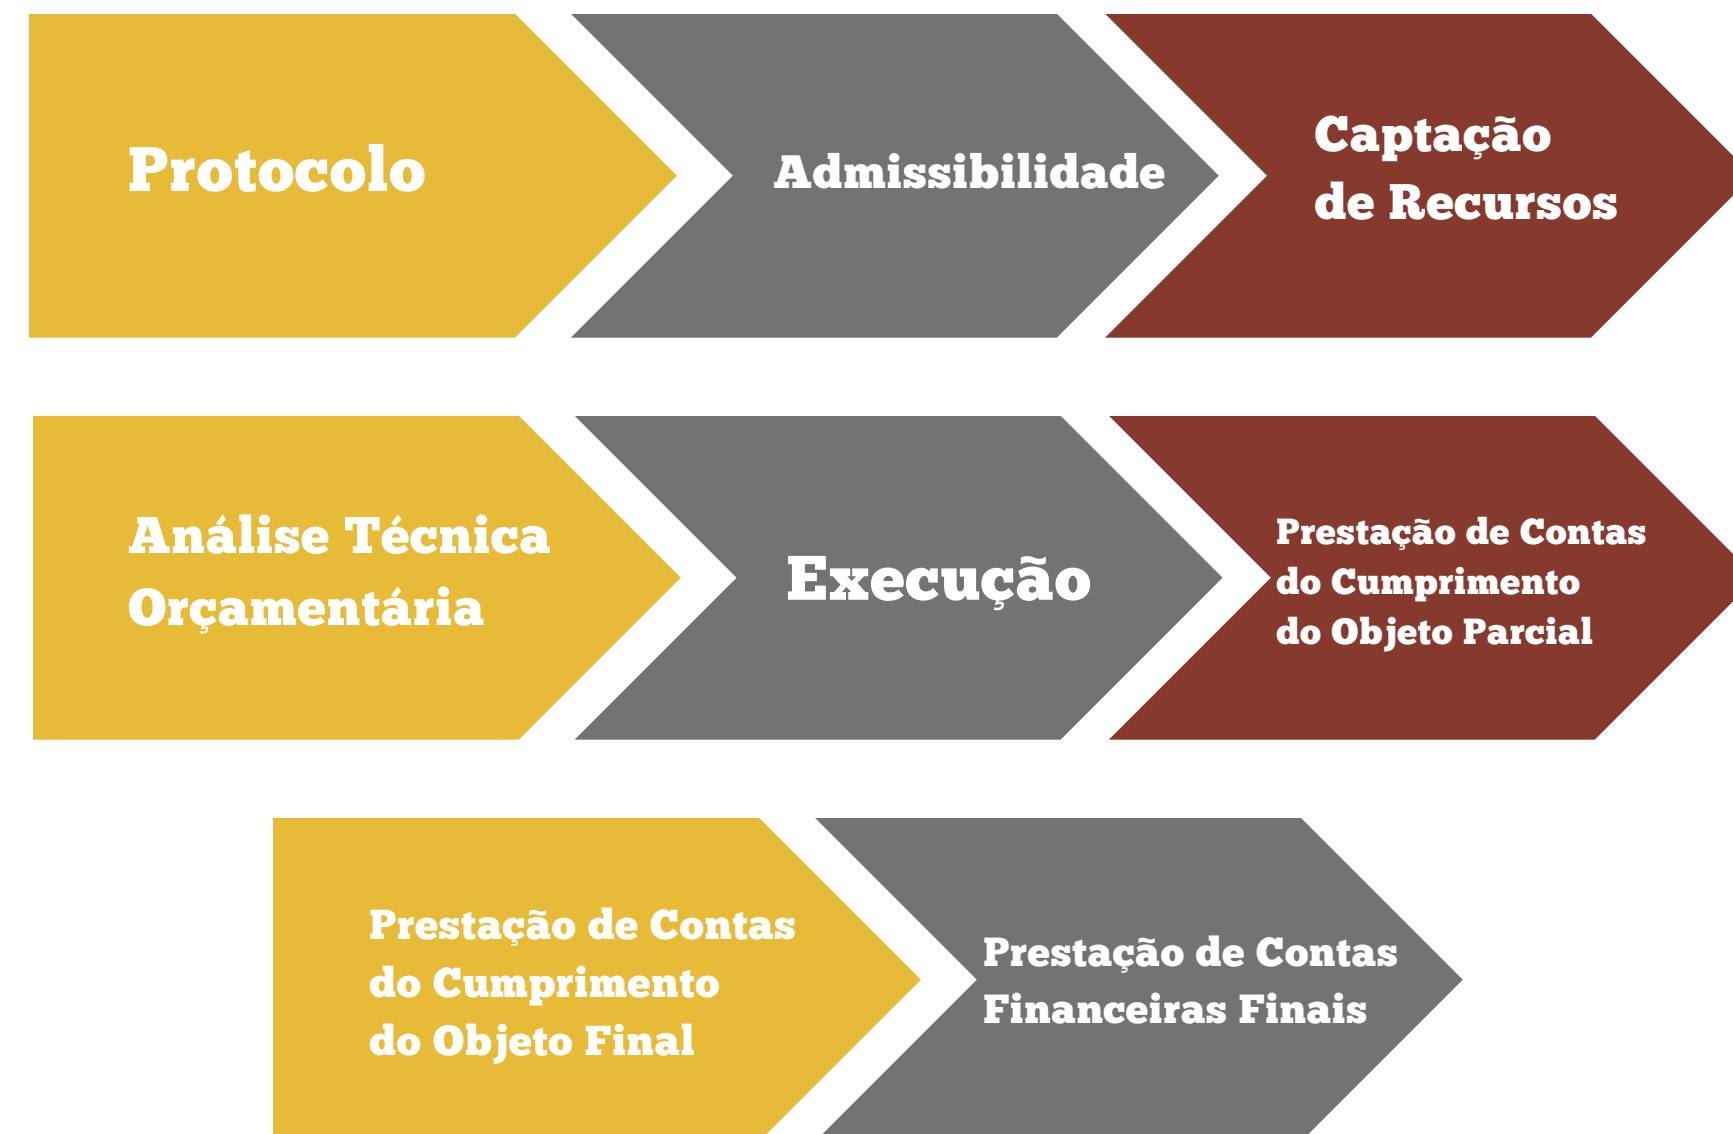 Protocolo
Admissibilidade
Captação
de Recursos
Análise Técnica
Orçamentária
Execução
Prestação de Contas
do Cumprimento
do Objeto Parcial
Prestação de Contas
do Cumprimento
do Objeto Final
Prestação de Contas
Financeiras Finais